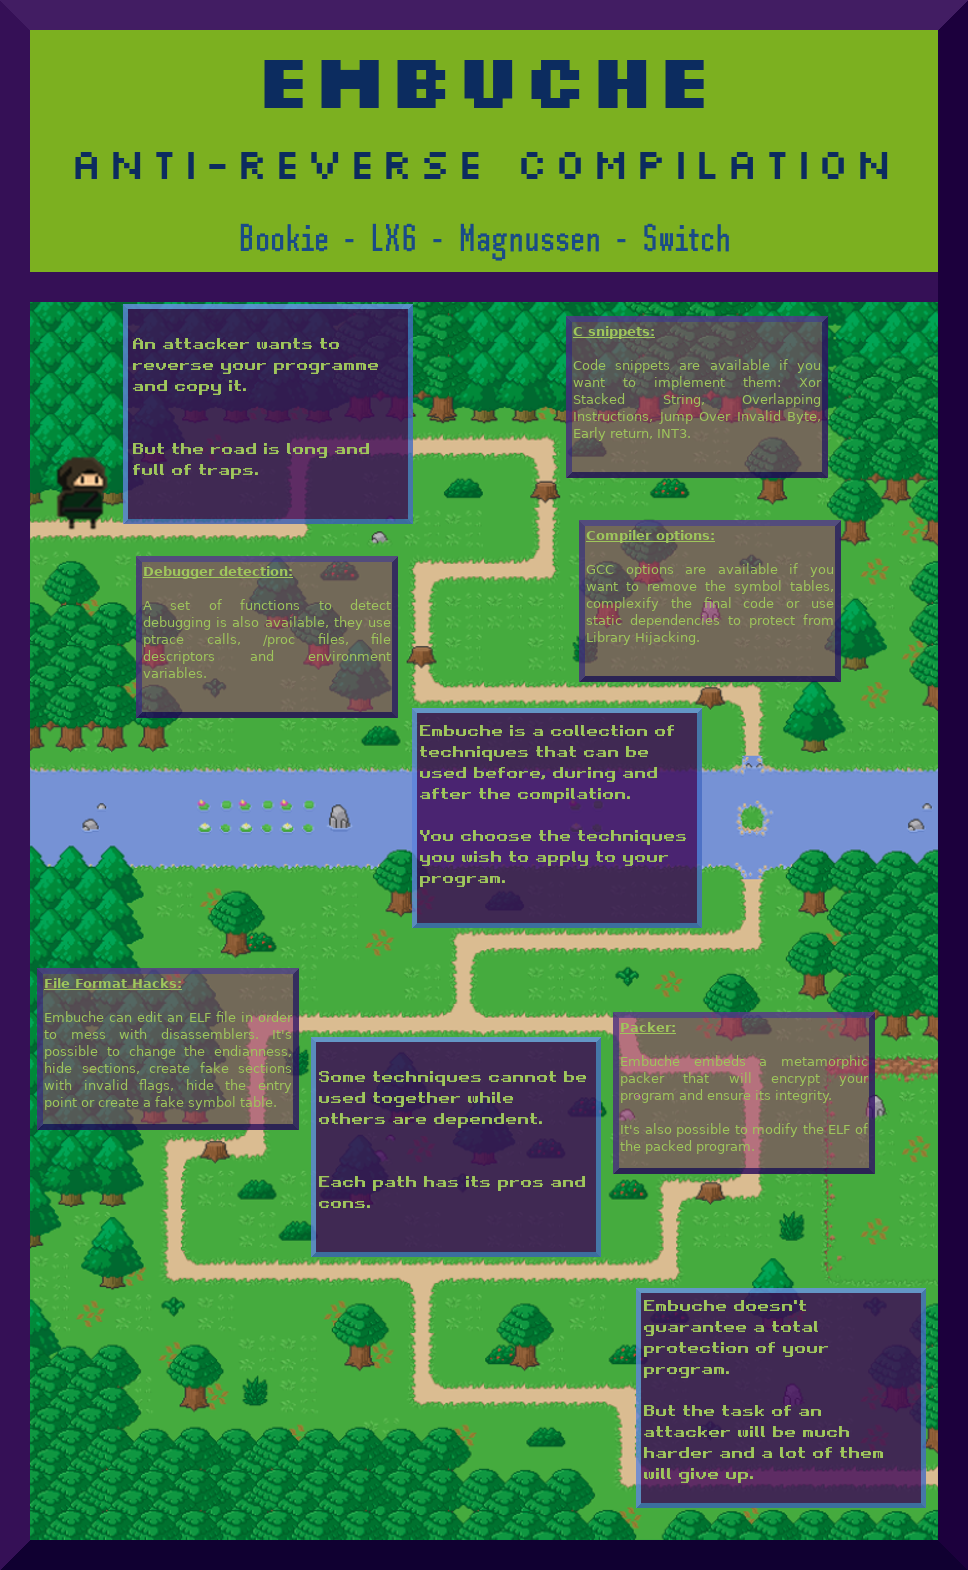 EMBUCHE
ANTI-REVERSE COMPILATION
Bookie - LX6 - Magnussen - Switch
An attacker wants to
reverse your programme
and copy it.
But the road is long and
full of traps.
C snippets:
Code snippets are available if you
want to implement them: Xor
Stacked String, Overlapping
Instructions, Jump Over Invalid Byte,
Early return, INT3.
Compiler options:
GCC options are available if you
want to remove the symbol tables,
complexify the final code or use
static dependencies to protect from
Library Hijacking.
Debugger detection:
A set of functions to detect
debugging is also available, they use
ptrace calls, /proc files, file
descriptors and environment
variables.
Embuche is a collection of
techniques that can be
used before, during and
after the compilation.
You choose the techniques
you wish to apply to your
program.
File Format Hacks:
Embuche can edit an ELF file in order
to mess with disassemblers. It's
possible to change the endianness,
hide sections, create fake sections
with invalid flags, hide the entry
point or create a fake symbol table.
Packer:
Embuche embeds a metamorphic
packer that will encrypt your
program and ensure its integrity.
It's also possible to modify the ELF of
the packed program.
Some techniques cannot be
used together while
others are dependent.
Each path has its pros and
cons.
Embuche doesn't
guarantee a total
protection of your
program.
But the task of an
attacker will be much
harder and a lot of them
will give up.